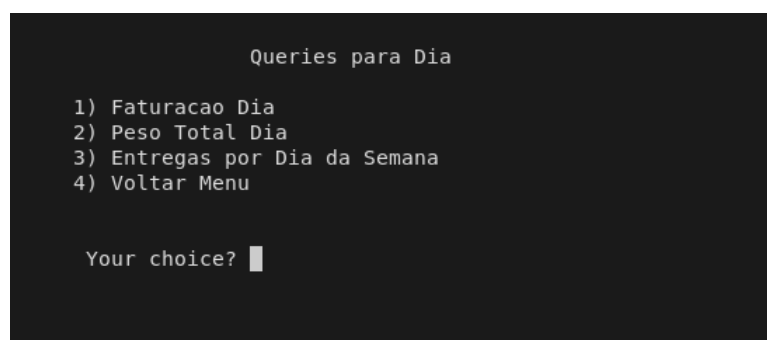 Queries para Dia
1) Faturacao Dia
2) Peso Total Dia
3) Entregas por Dia da Semana
4) Voltar Menu
Your choice?